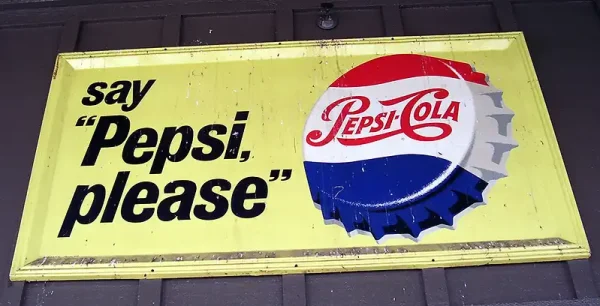 say
"Pepsi,
please"
PEPSI-COLA